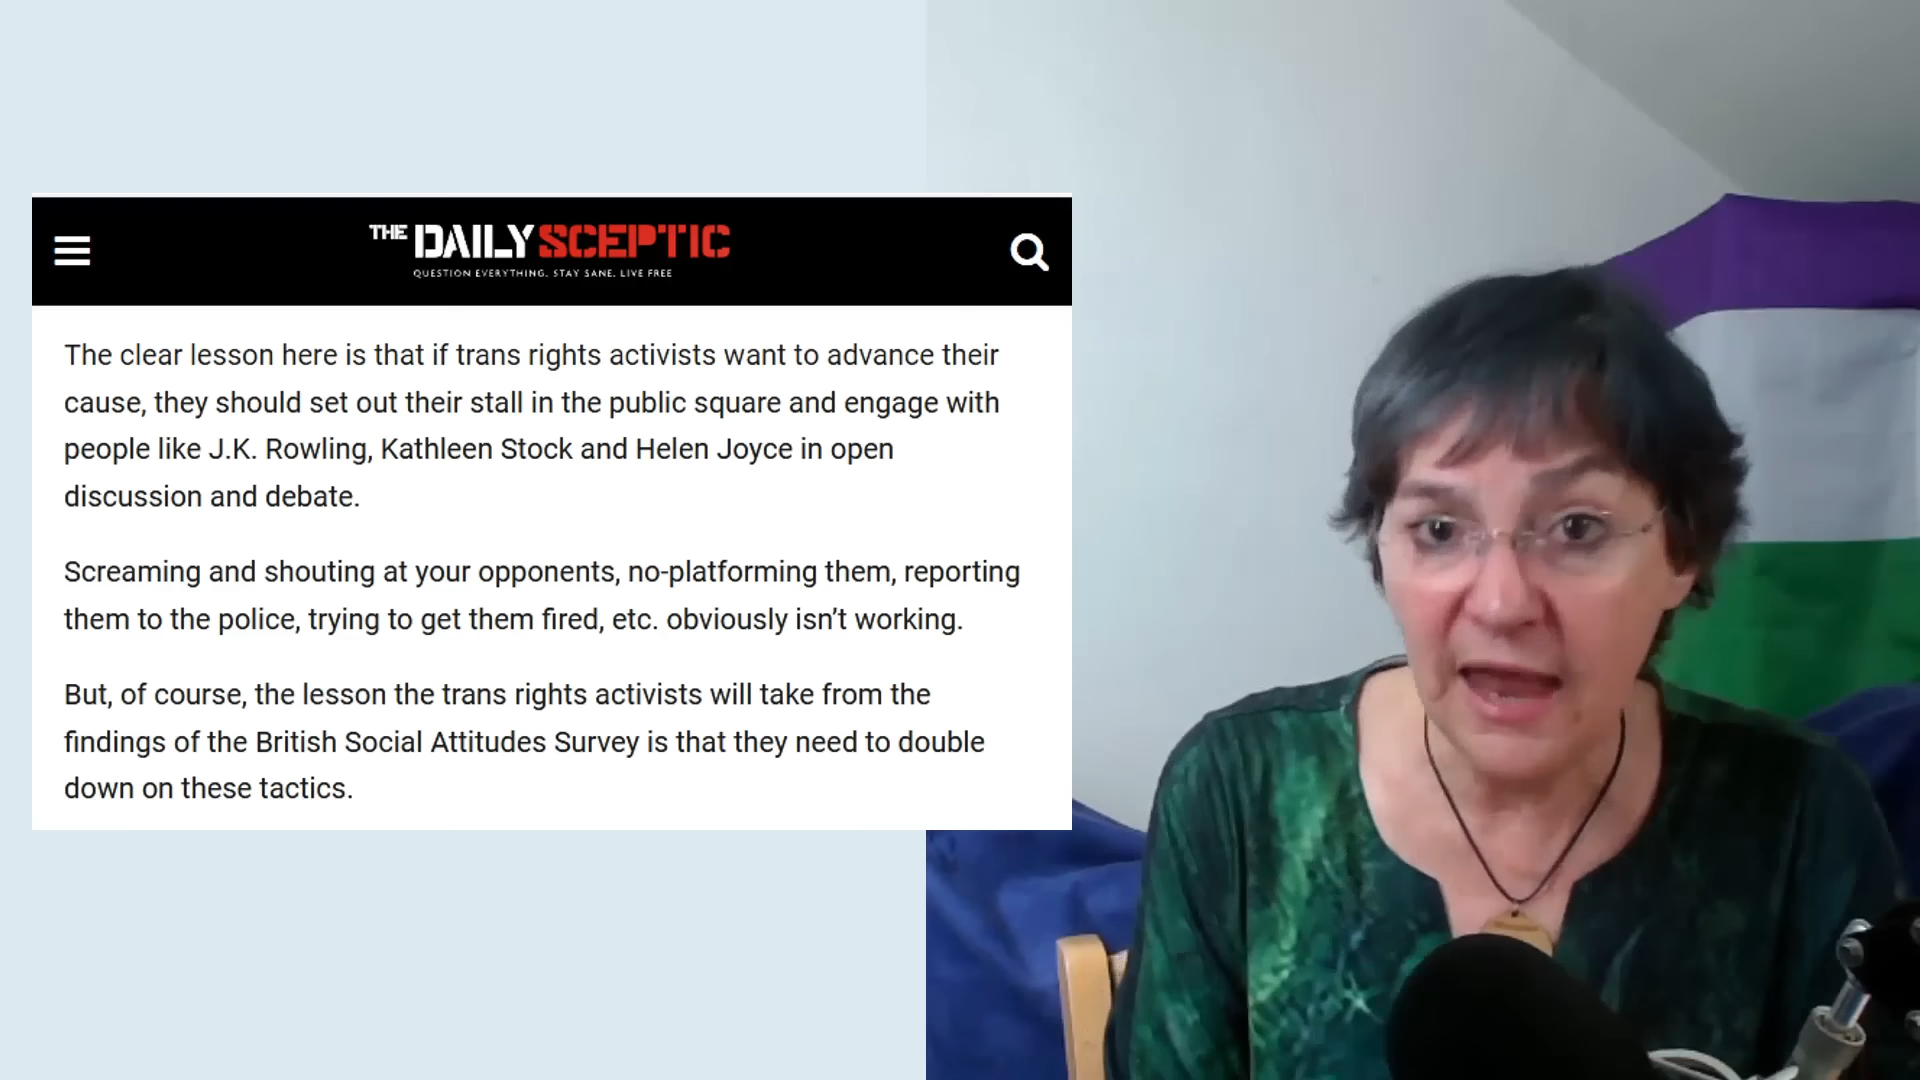 THE DAILY SCEPTIC
QUESTION EVERYTHING. STAY SANE. LIVE FREE
The clear lesson here is that if trans rights activists want to advance their
cause, they should set out their stall in the public square and engage with
people like J.K. Rowling, Kathleen Stock and Helen Joyce in open
discussion and debate.
Screaming and shouting at your opponents, no-platforming them, reporting
them to the police, trying to get them fired, etc. obviously isn’t working.
But, of course, the lesson the trans rights activists will take from the
findings of the British Social Attitudes Survey is that they need to double
down on these tactics.